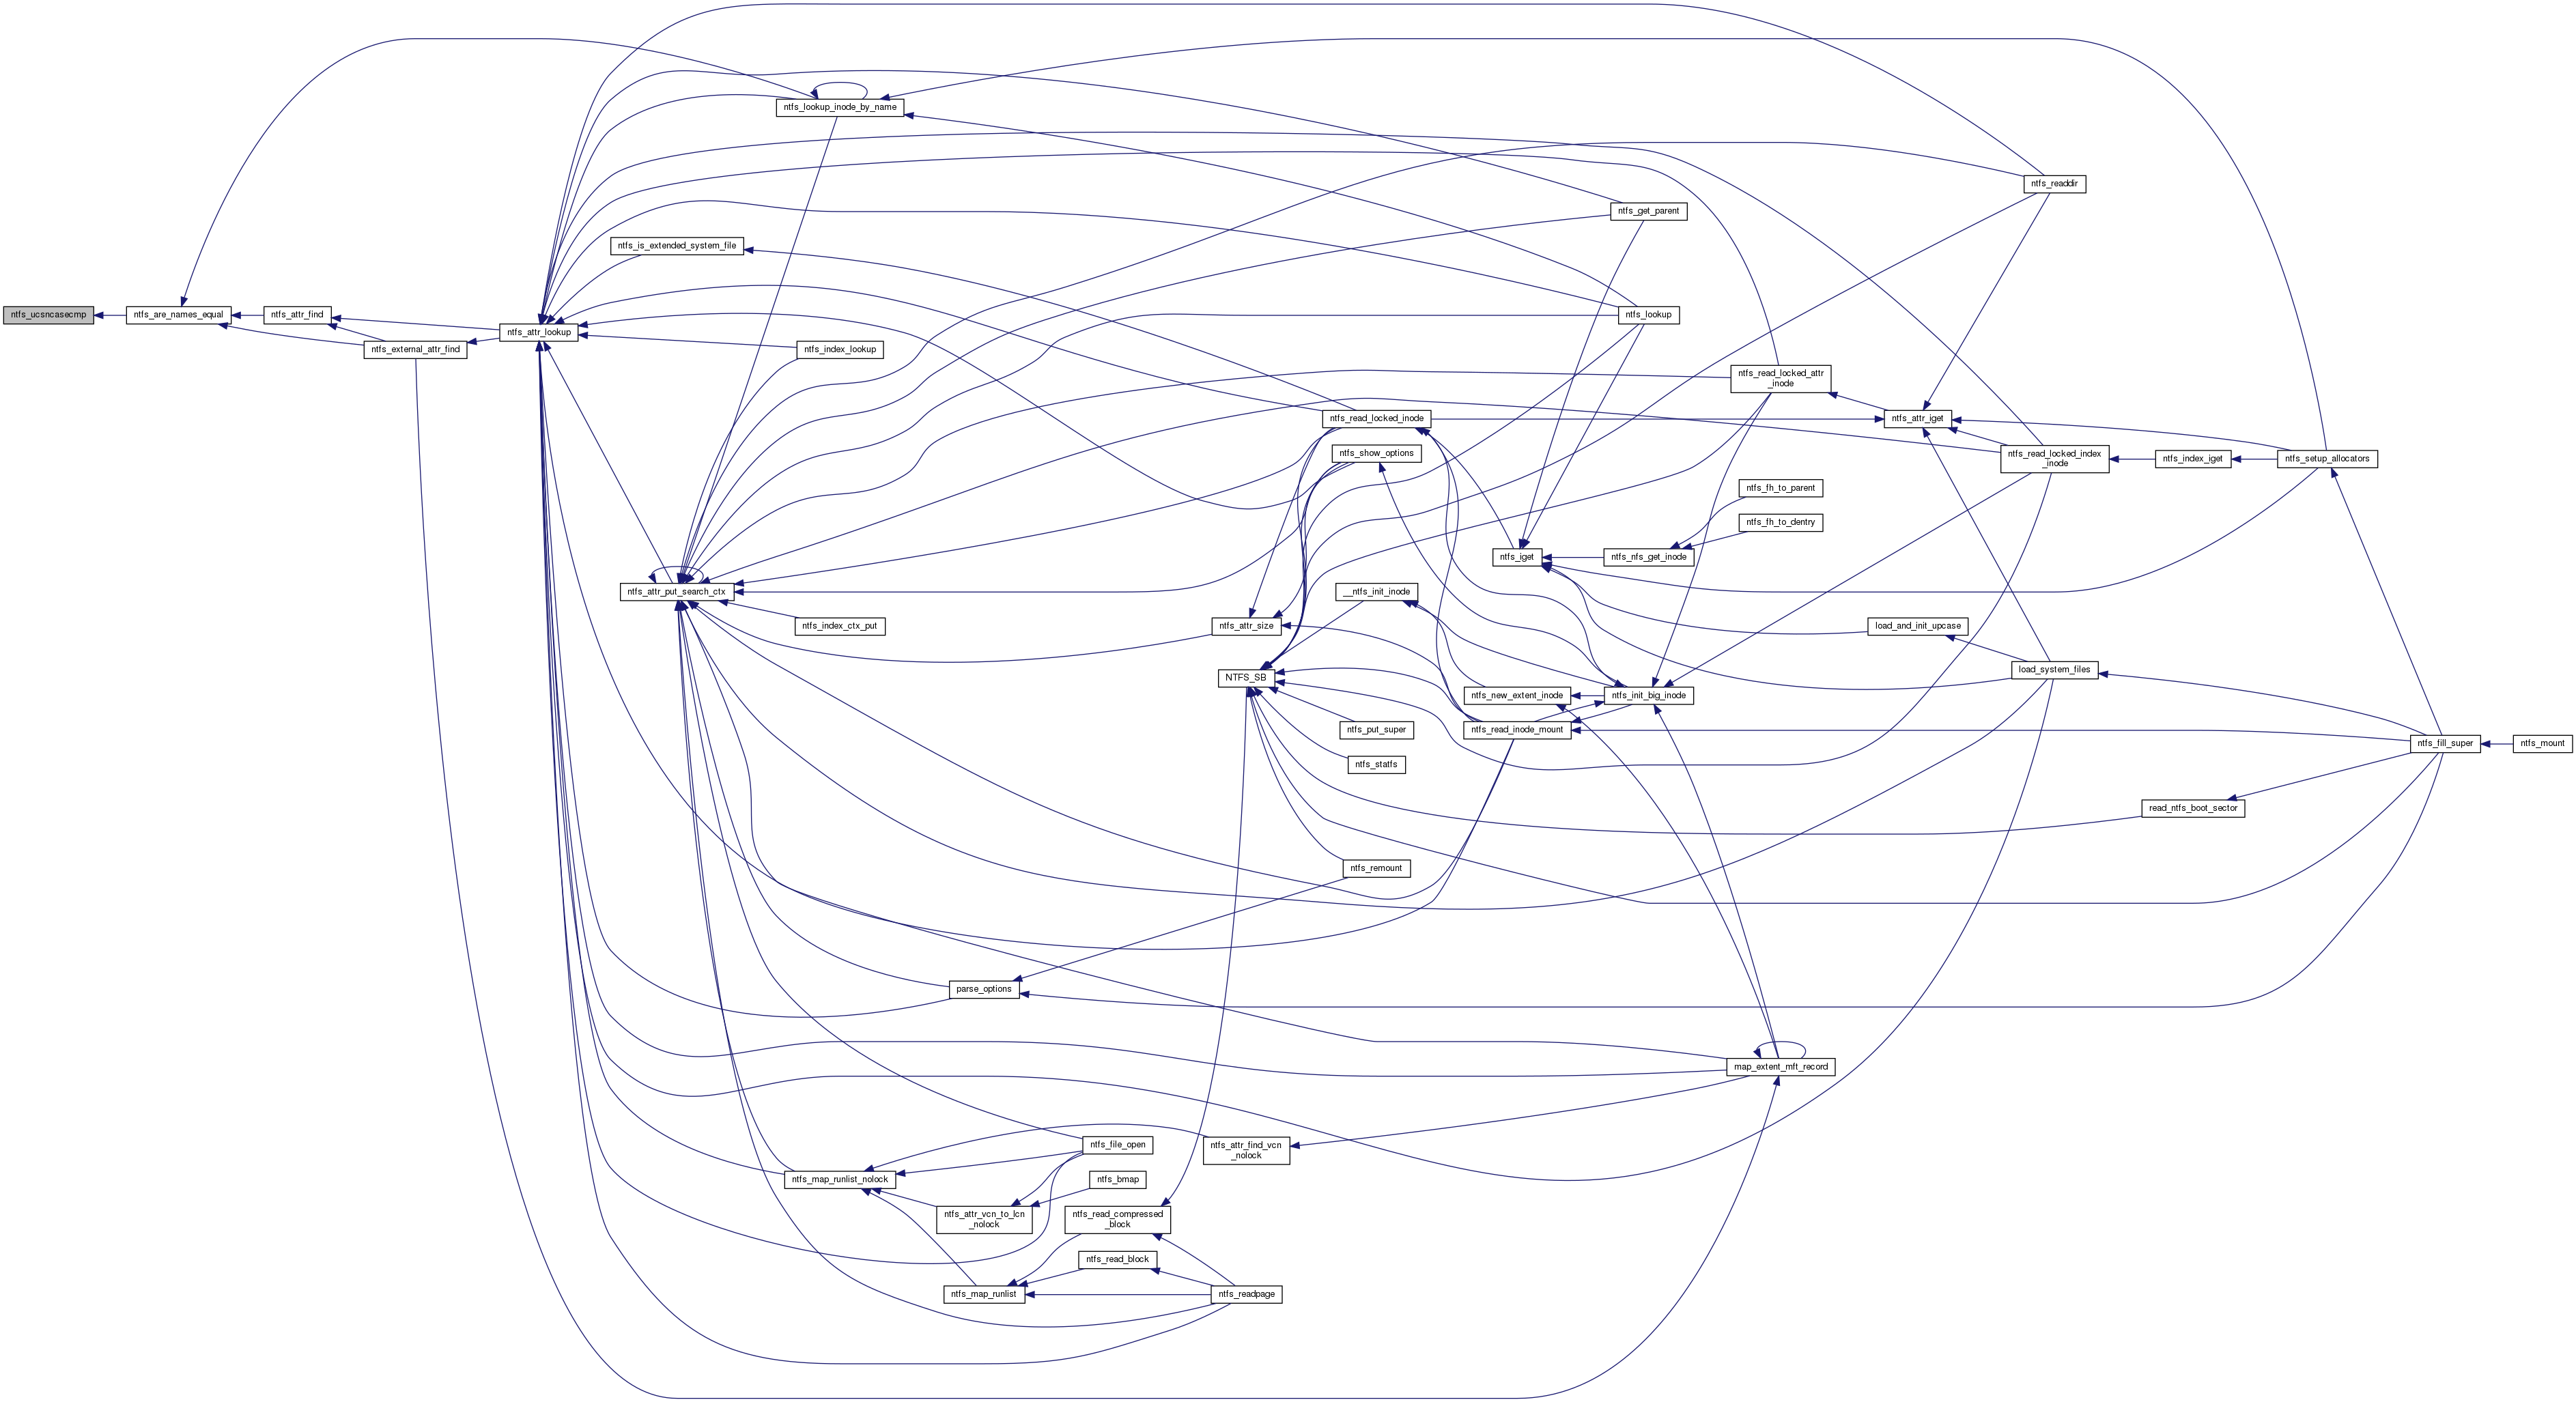 ntfs_lookup_inode_by_name
ntfs_readdir
ntfs_get_parent
ntfs_is_extended_system_file
ntfs_ucsncasecmp
ntfs_are_names_equal
ntfs_attr_find
ntfs_lookup
ntfs_attr_lookup
ntfs_external_attr_find
ntfs_index_lookup
ntfs_read_locked_attr
_inode
ntfs_read_locked_inode
ntfs_attr_iget
ntfs_show_options
ntfs_read_locked_index
_inode
ntfs_index_iget
ntfs_setup_allocators
ntfs_fh_to_parent
ntfs_fh_to_dentry
ntfs_iget
ntfs_nfs_get_inode
ntfs_attr_put_search_ctx
__ntfs_init_inode
ntfs_index_ctx_put
ntfs_attr_size
load_and_init_upcase
NTFS_SB
load_system_files
ntfs_new_extent_inode
ntfs_init_big_inode
ntfs_put_super
ntfs_read_inode_mount
ntfs_fill_super
ntfs_mount
ntfs_statfs
read_ntfs_boot_sector
ntfs_remount
parse_options
map_extent_mft_record
ntfs_file_open
ntfs_attr_find_vcn
_nolock
ntfs_map_runlist_nolock
ntfs_bmap
ntfs_attr_vcn_to_lcn
_nolock
ntfs_read_compressed
_block
ntfs_read_block
ntfs_map_runlist
ntfs_readpage